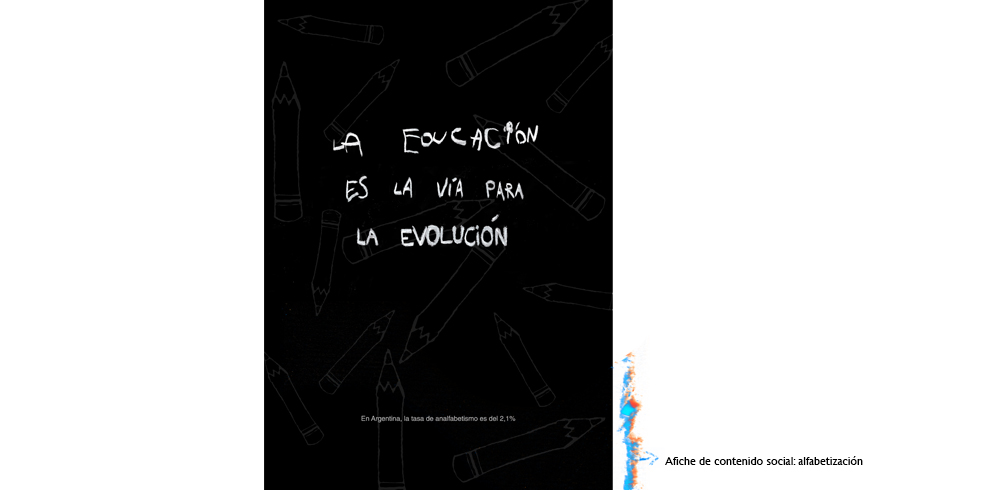 LA EDUCACIÓN
ES LA VÍA PARA
LA EVOLUCIÓN
En Argentina, la tasa de analfabetismo es del 2,1%
Afiche de contenido social: alfabetización